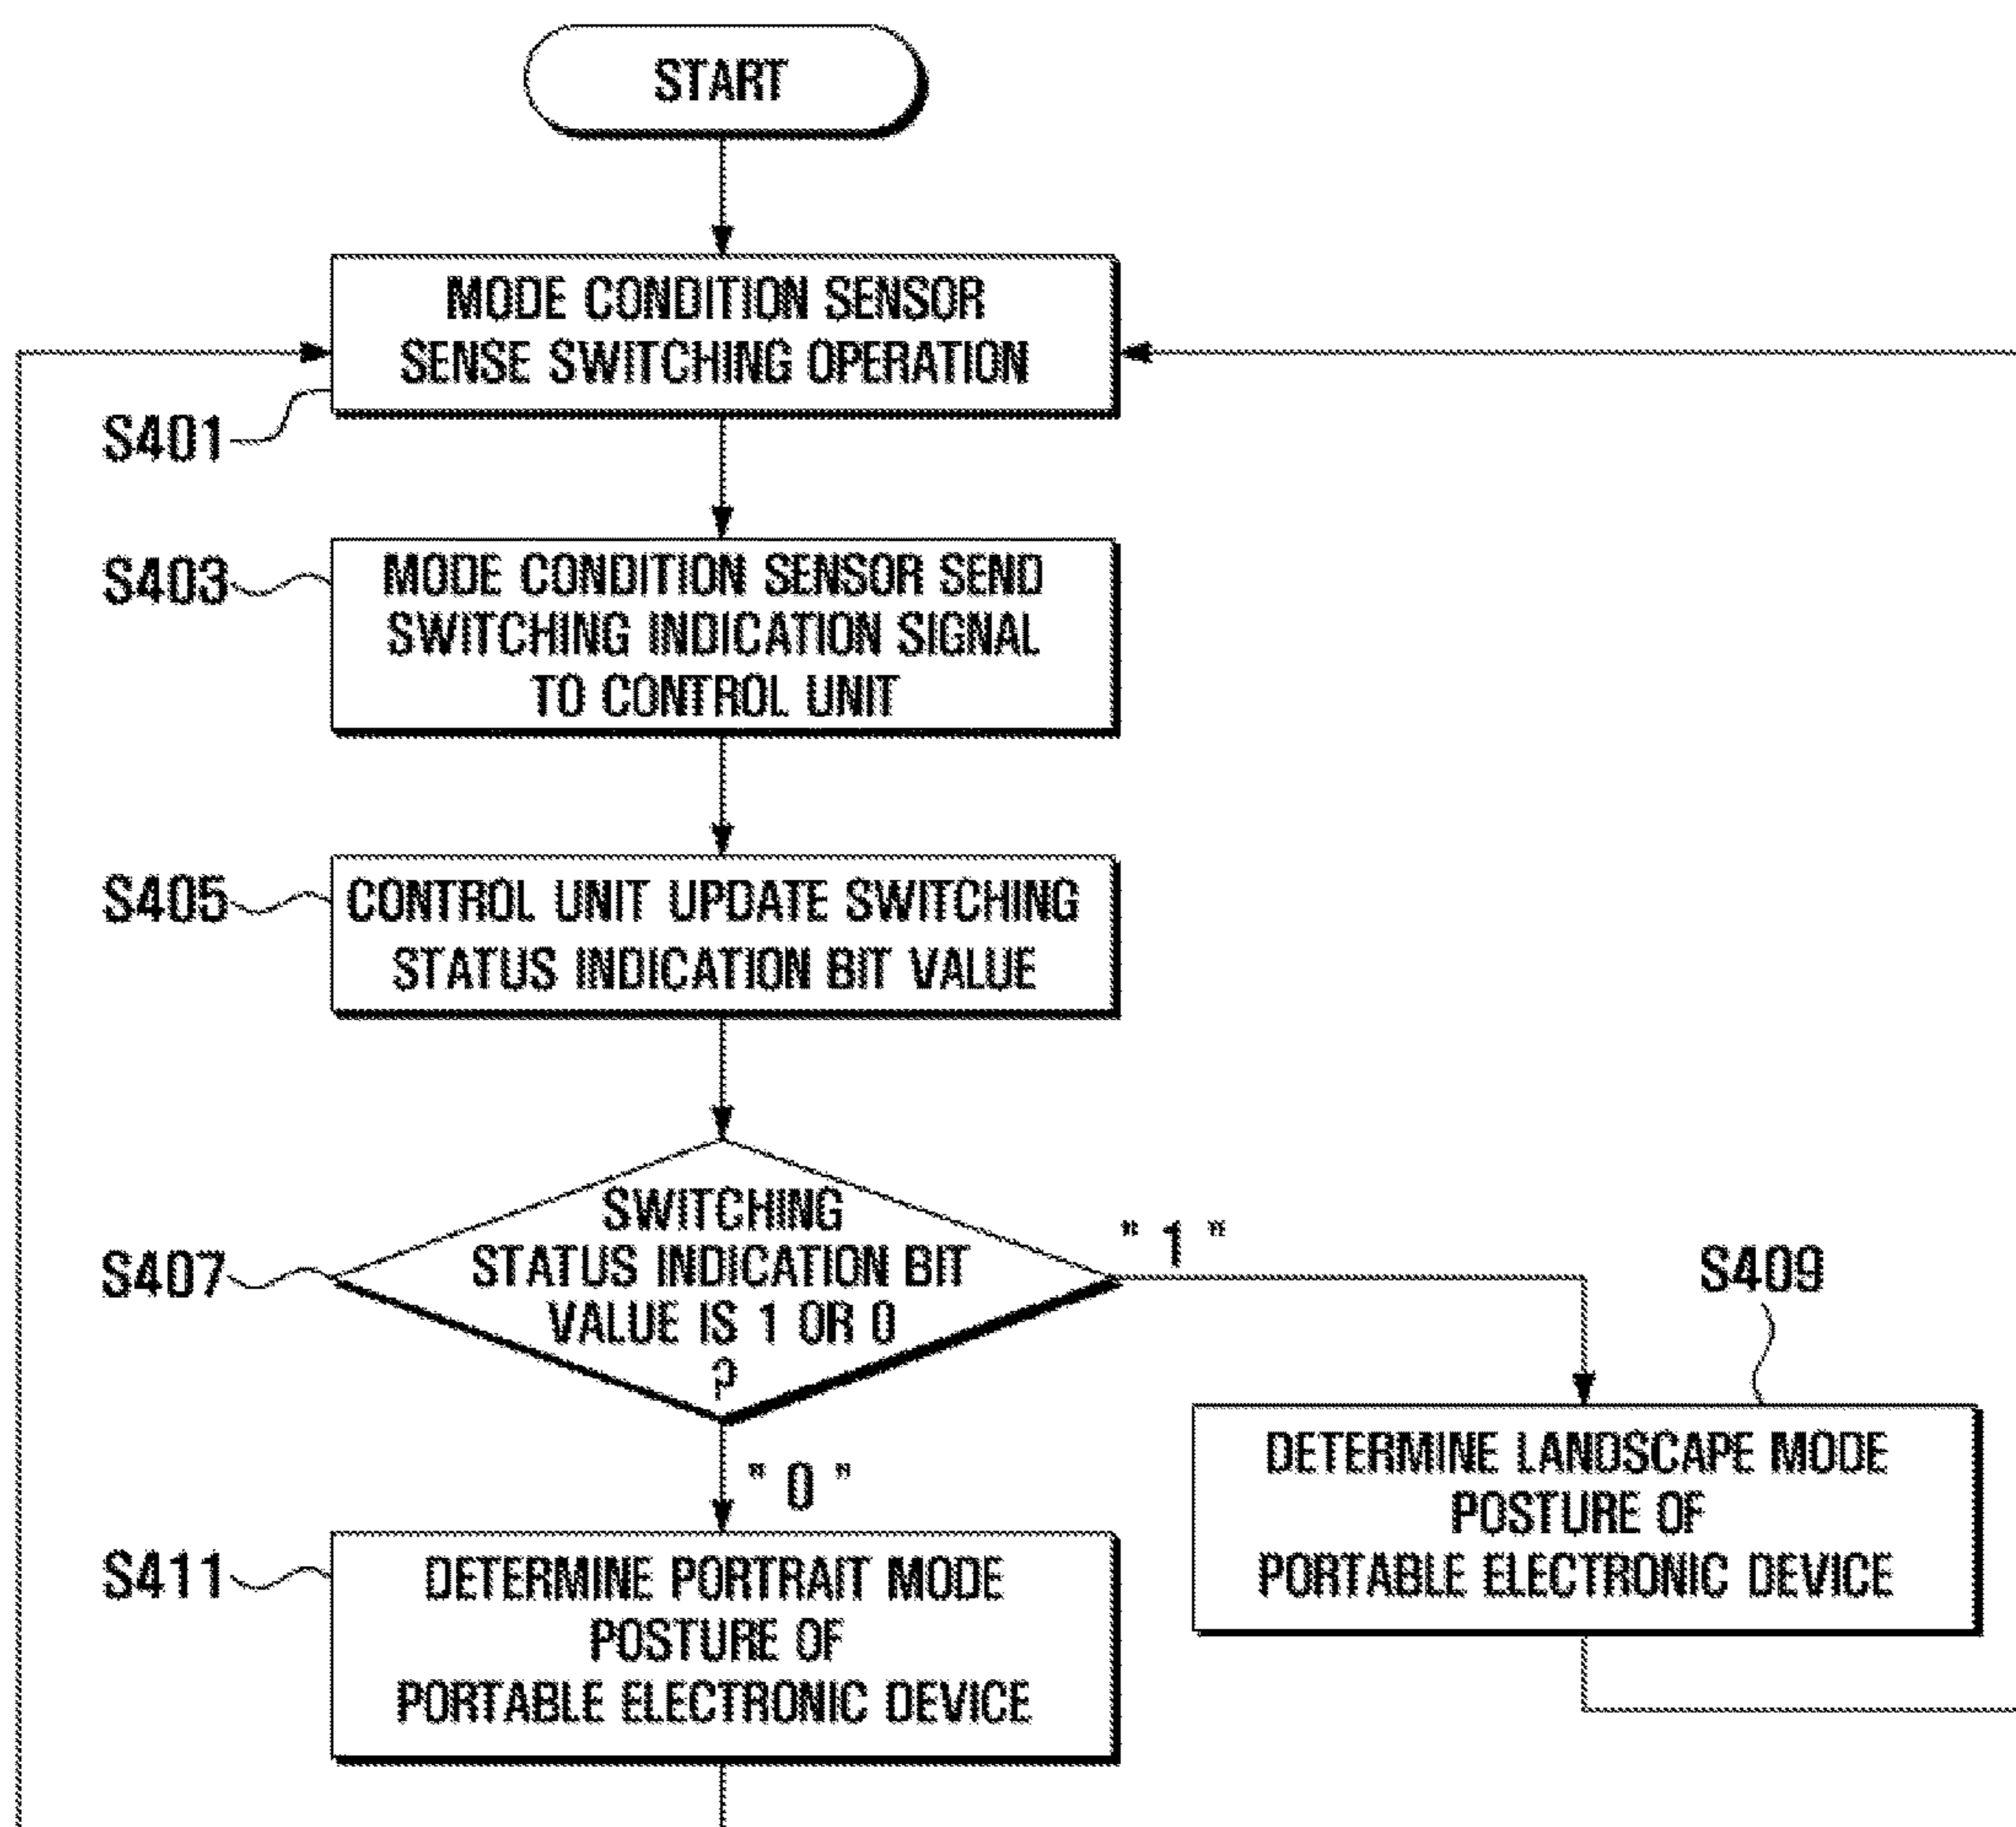 START
MODE CONDITION SENSOR
SENSE SWITCHING OPERATION
S401
S403
MODE CONDITION SENSOR SEND
SWITCHING INDICATION SIGNAL
TO CONTROL UNIT
S405
CONTROL UNIT UPDATE SWITCHING
STATUS INDICATION BIT VALUE
S407
SWITCHING
STATUS INDICATION BIT
VALUE IS 1 OR 0
?
" 1 "
S409
DETERMINE LANDSCAPE MODE
POSTURE OF
PORTABLE ELECTRONIC DEVICE
" 0 "
S411
DETERMINE PORTRAIT MODE
POSTURE OF
PORTABLE ELECTRONIC DEVICE